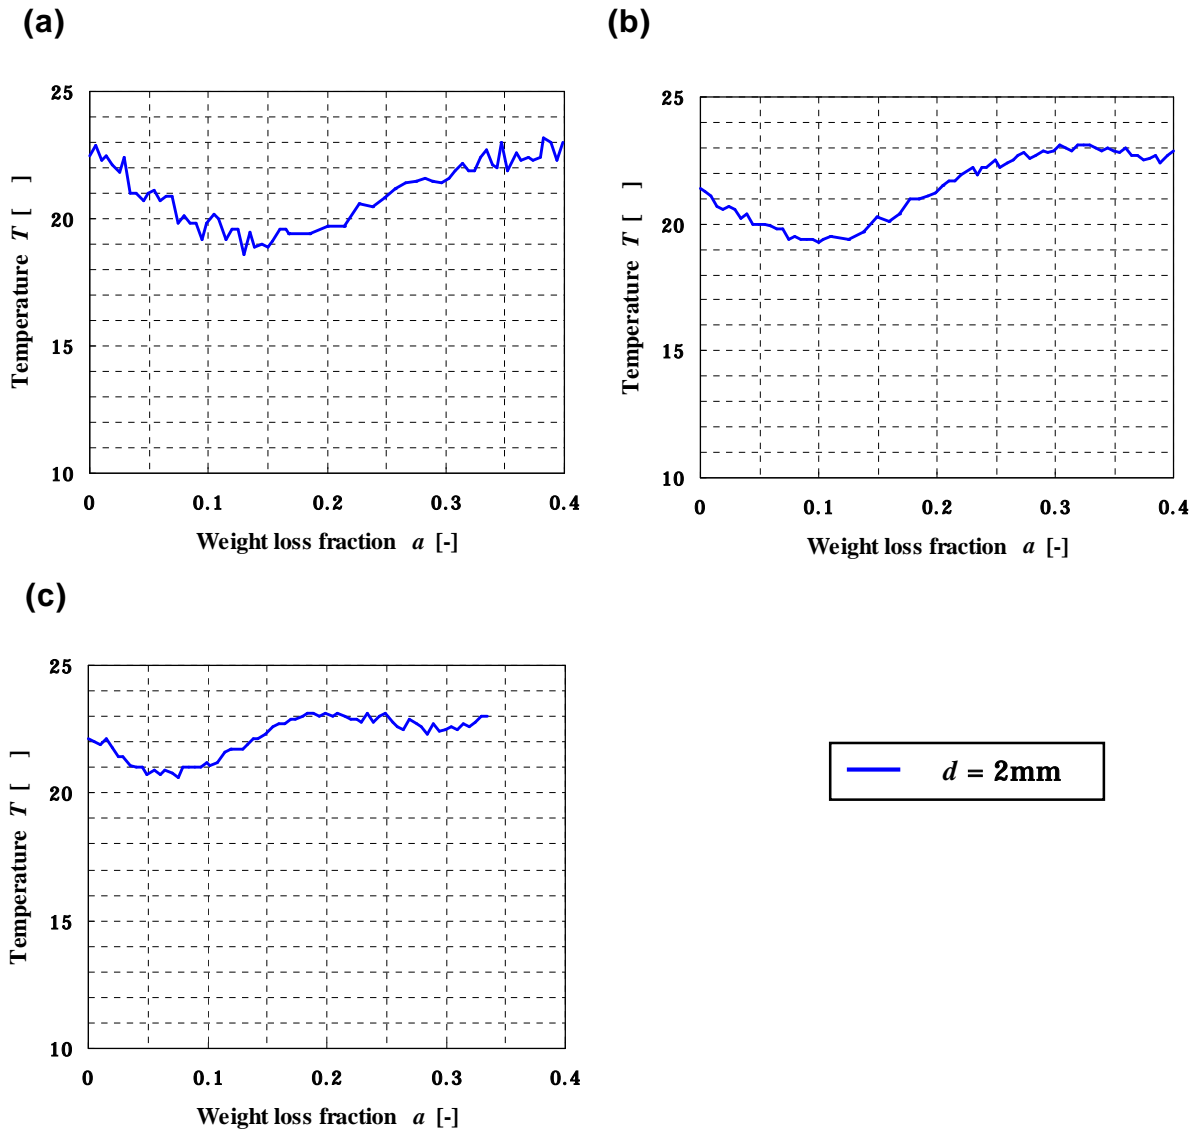 (a)
25
20
15
10
0 0.1 0.2 0.3 0.4
Temperature T [ ]
Weight loss fraction a [-]
(b)
25
20
15
10
0 0.1 0.2 0.3 0.4
Temperature T [ ]
Weight loss fraction a [-]
(c)
25
20
15
10
0 0.1 0.2 0.3 0.4
Temperature T [ ]
Weight loss fraction a [-]
d = 2mm